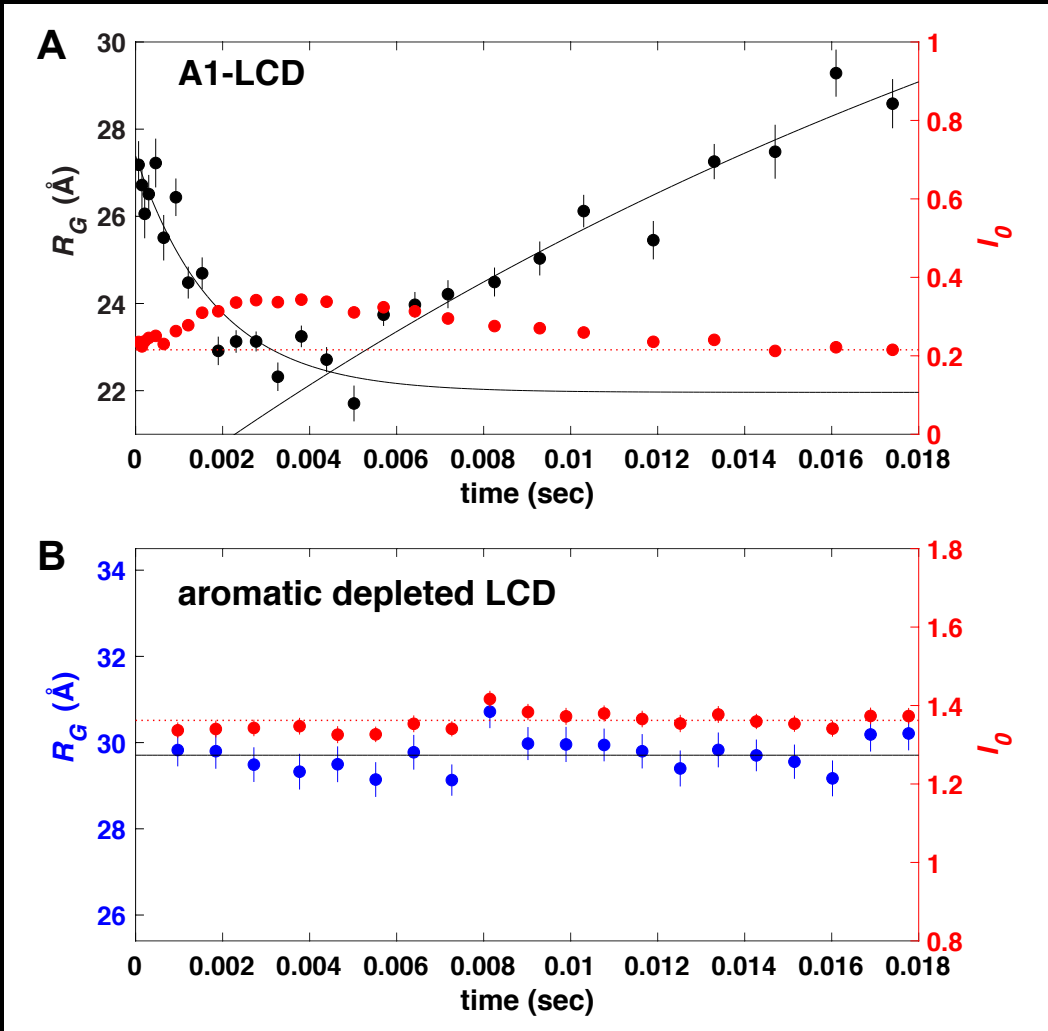 A
A1-LCD
30
28
26
24
22
R_G (Å)
1
0.8
0.6
0.4
0.2
0
I_0
0 0.002 0.004 0.006 0.008 0.01 0.012 0.014 0.016 0.018
time (sec)
B
aromatic depleted LCD
34
32
30
28
26
R_G (Å)
1.8
1.6
1.4
1.2
1
0.8
I_0
0 0.002 0.004 0.006 0.008 0.01 0.012 0.014 0.016 0.018
time (sec)